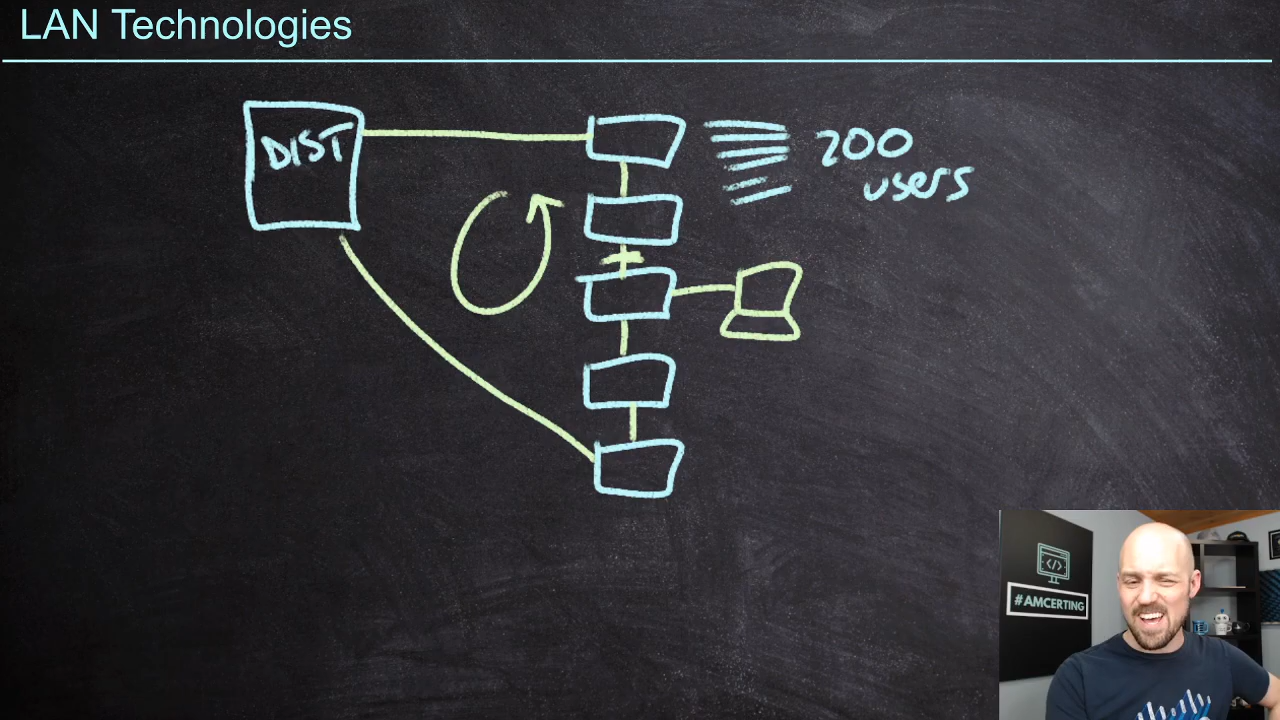 LAN Technologies
DIST
200
users
</>
#AMCERTING